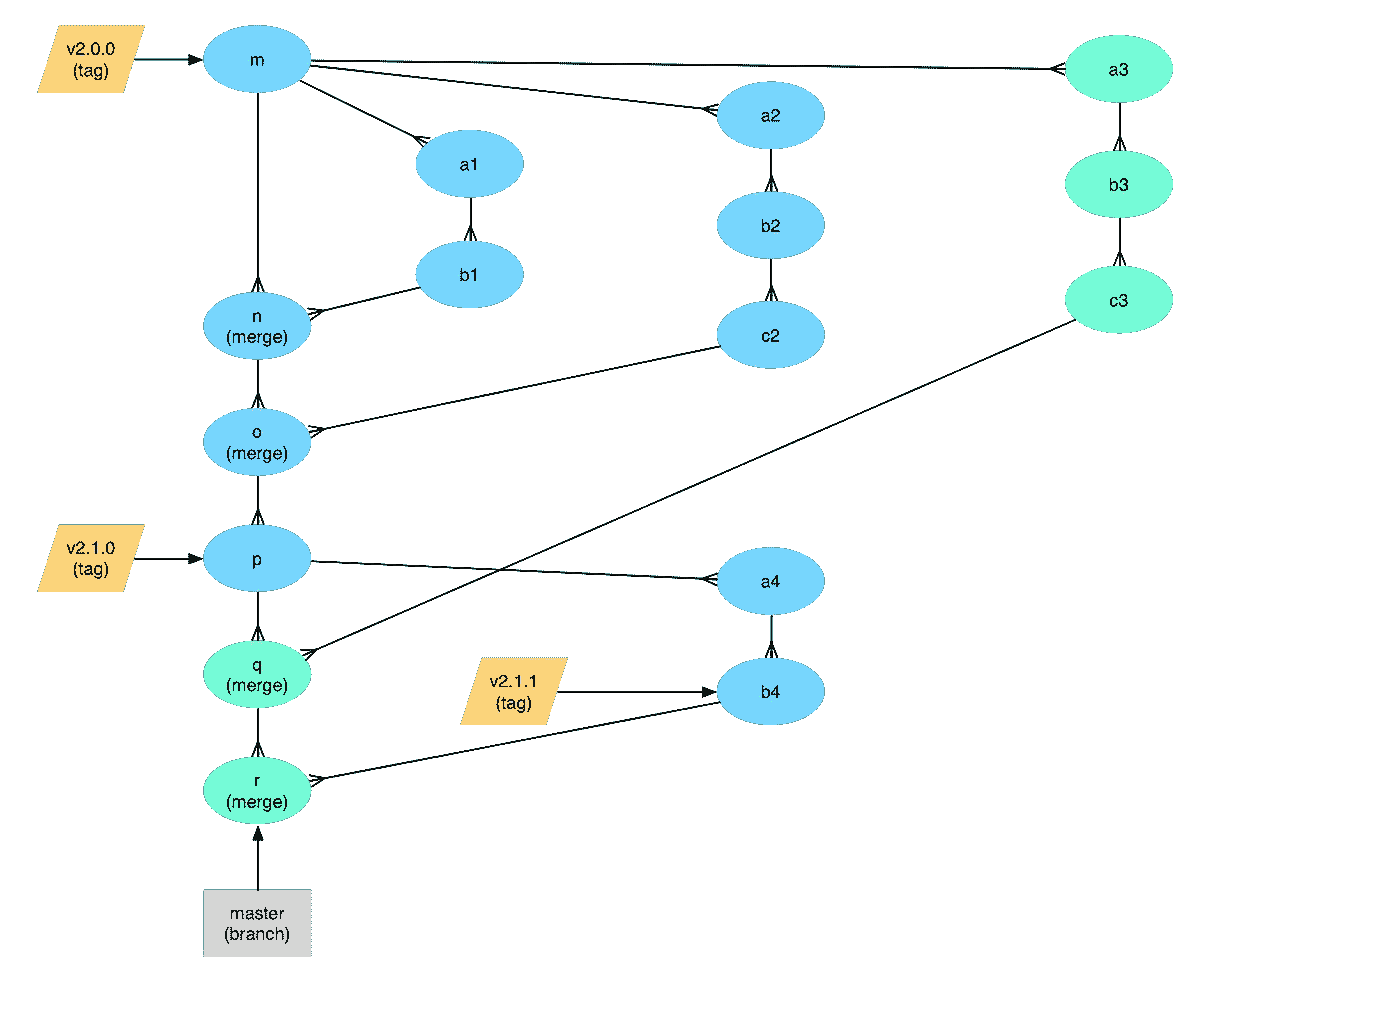 v2.0.0
(tag)
m
a3
a2
a1
b3
b2
b1
c3
n
(merge)
c2
o
(merge)
v2.1.0
(tag)
p
a4
q
(merge)
v2.1.1
(tag)
b4
r
(merge)
master
(branch)